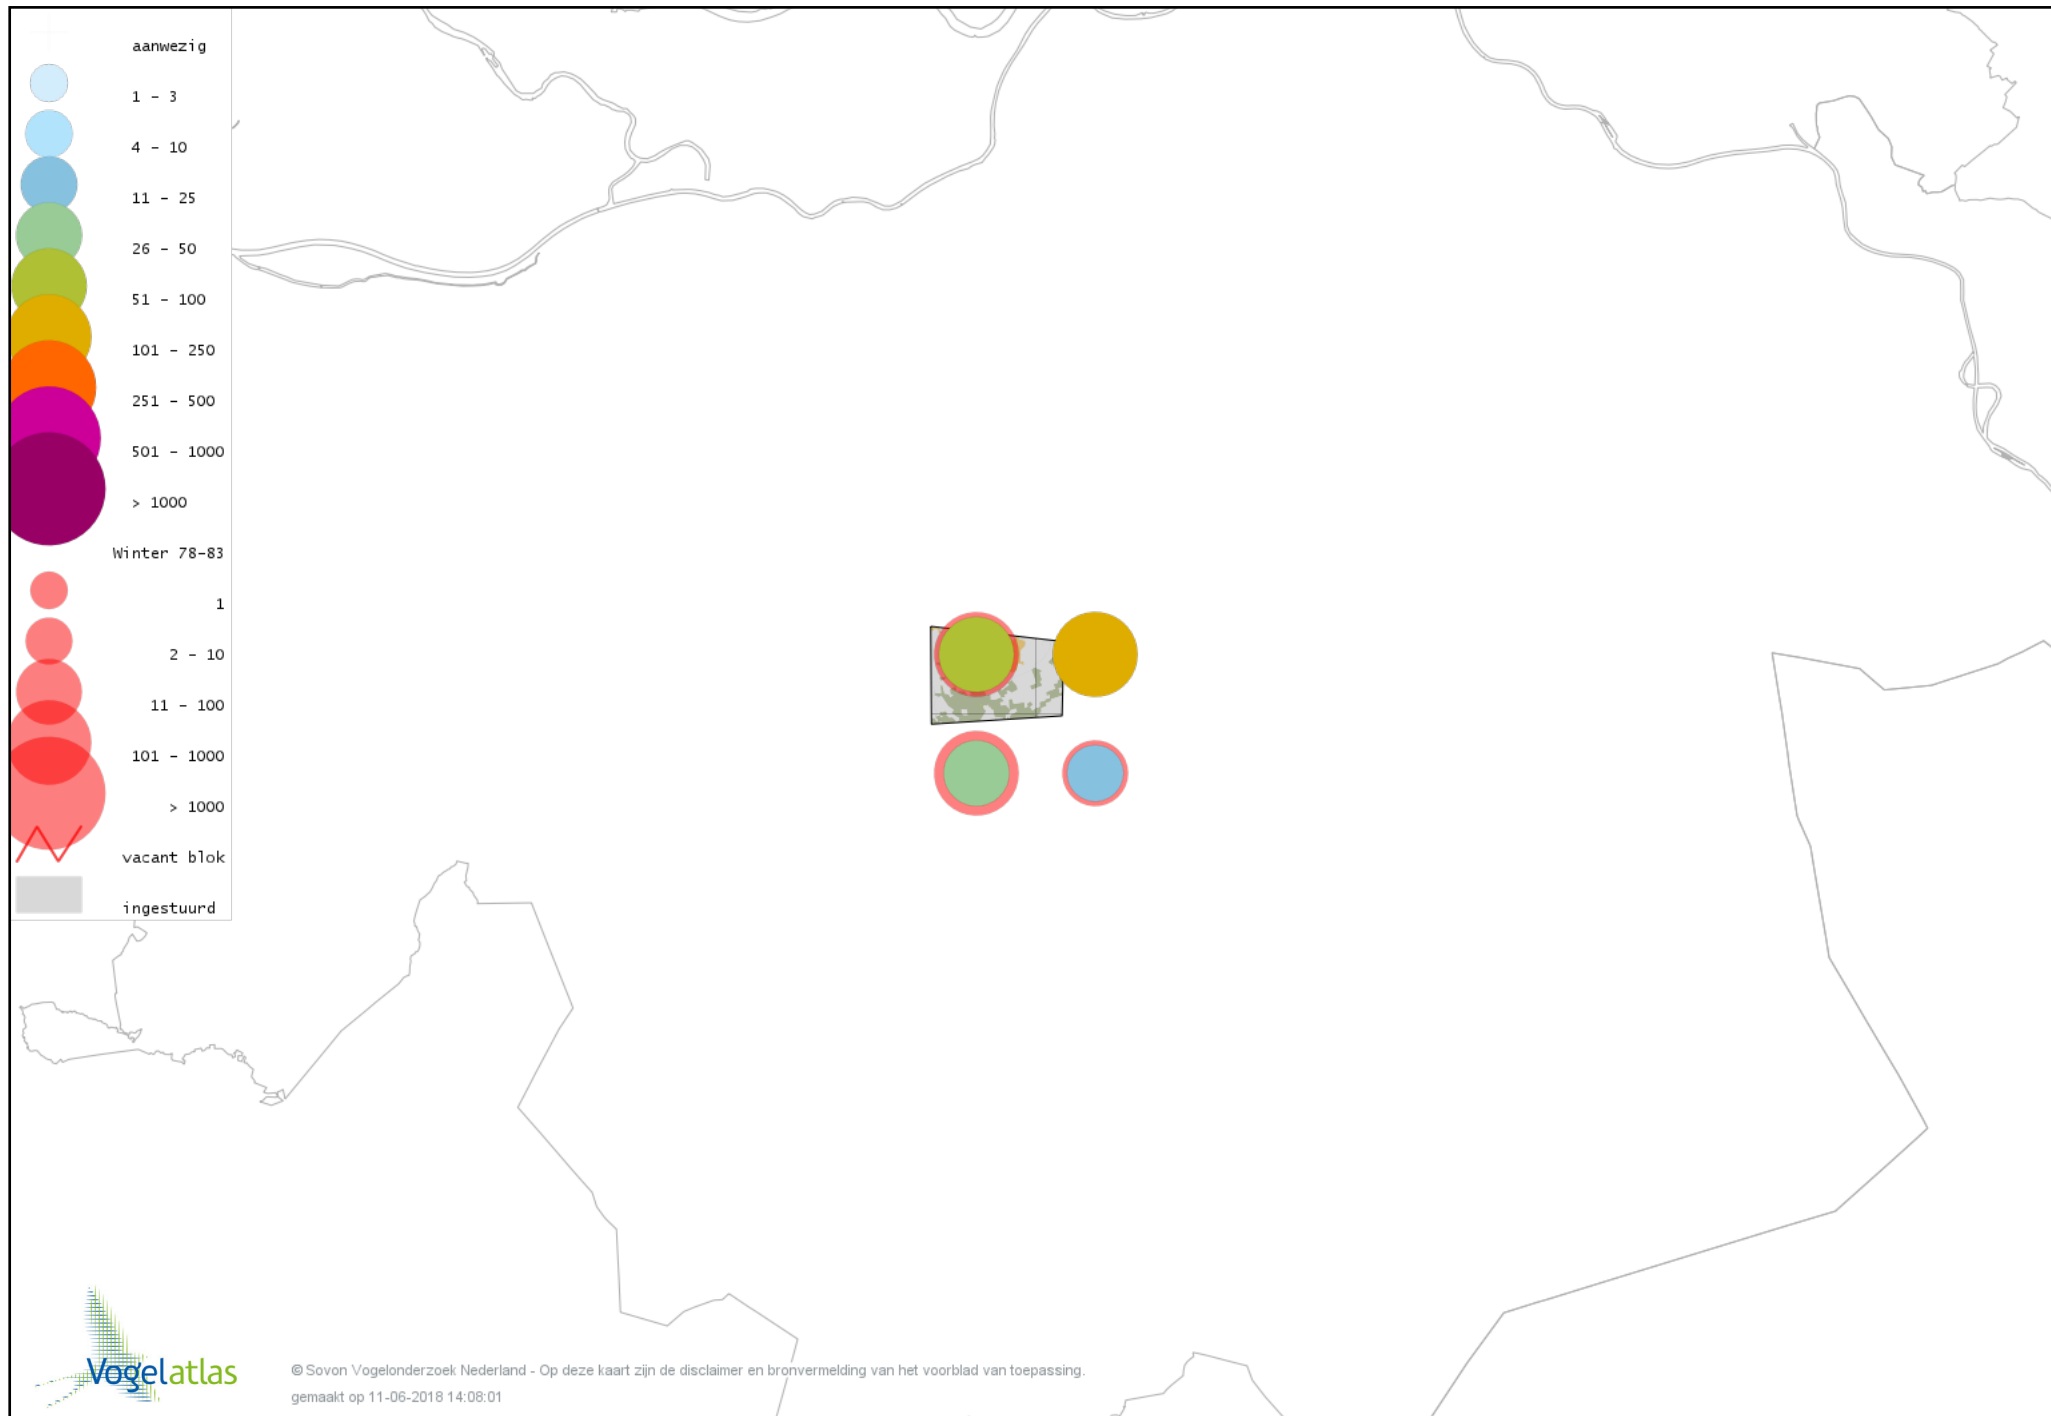 aanwezig
1 - 3
4 - 10
11 - 25
26 - 50
51 - 100
101 - 250
251 - 500
501 - 1000
> 1000
Winter 78-83
1
2 - 10
11 - 100
101 - 1000
> 1000
vacant blok
ingestuurd
Vogelatlas
© Sovon Vogelonderzoek Nederland - Op deze kaart zijn de disclaimer en bronvermelding van het voorblad van toepassing.
gemaakt op 11-06-2018 14:08:01